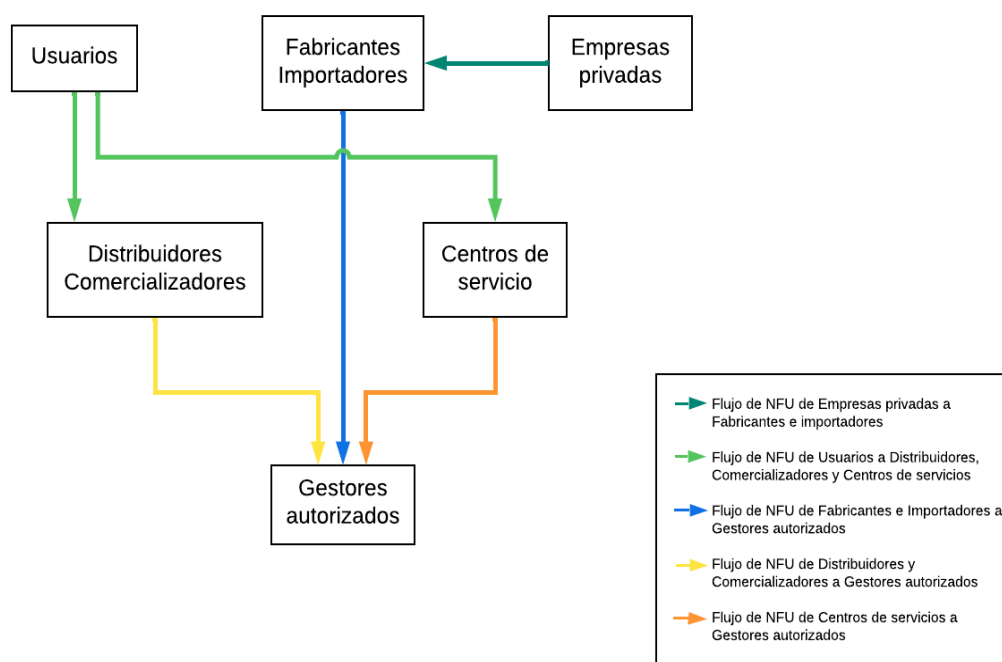 Usuarios
Fabricantes
Importadores
Empresas
privadas
Distribuidores
Comercializadores
Centros de
servicio
Gestores
autorizados
Flujo de NFU de Empresas privadas a
Fabricantes e importadores
Flujo de NFU de Usuarios a Distribuidores,
Comercializadores y Centros de servicios
Flujo de NFU de Fabricantes e Importadores a
Gestores autorizados
Flujo de NFU de Distribuidores y
Comercializadores a Gestores autorizados
Flujo de NFU de Centros de servicios a
Gestores autorizados